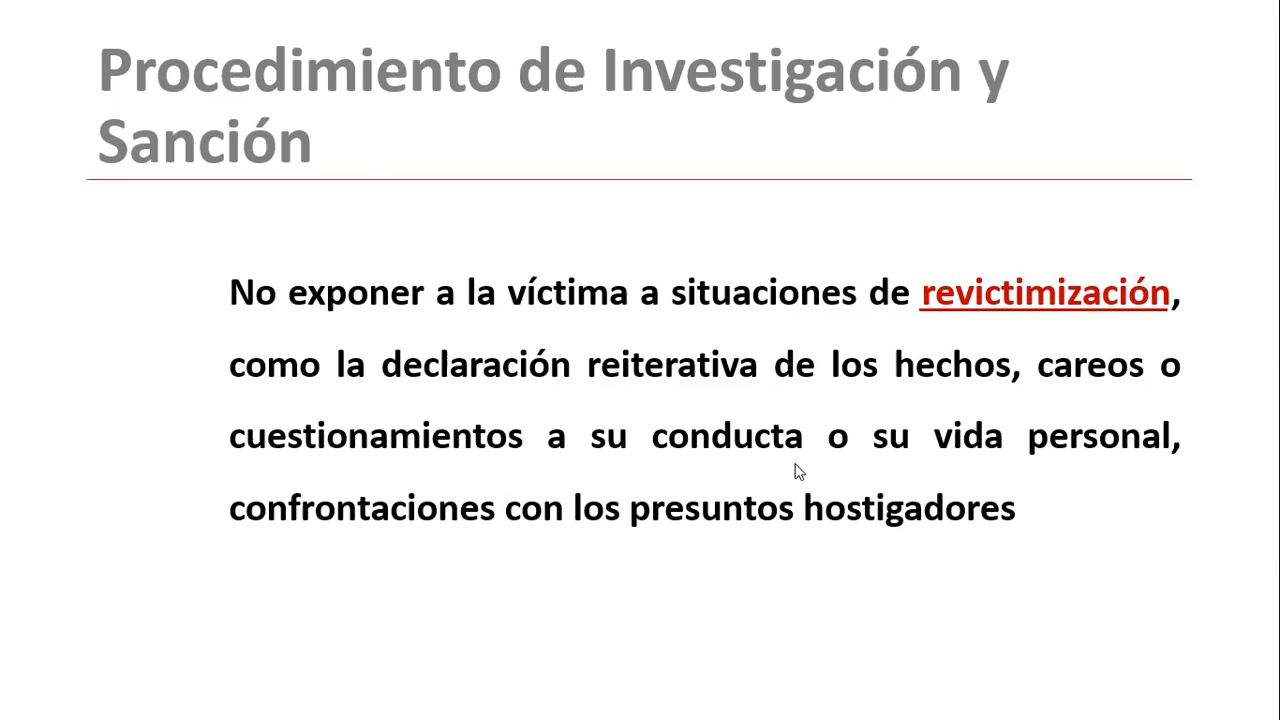 Procedimiento de Investigación y
Sanción
No exponer a la víctima a situaciones de revictimización,
como la declaración reiterativa de los hechos, careos o
cuestionamientos a su conducta o su vida personal,
confrontaciones con los presuntos hostigadores